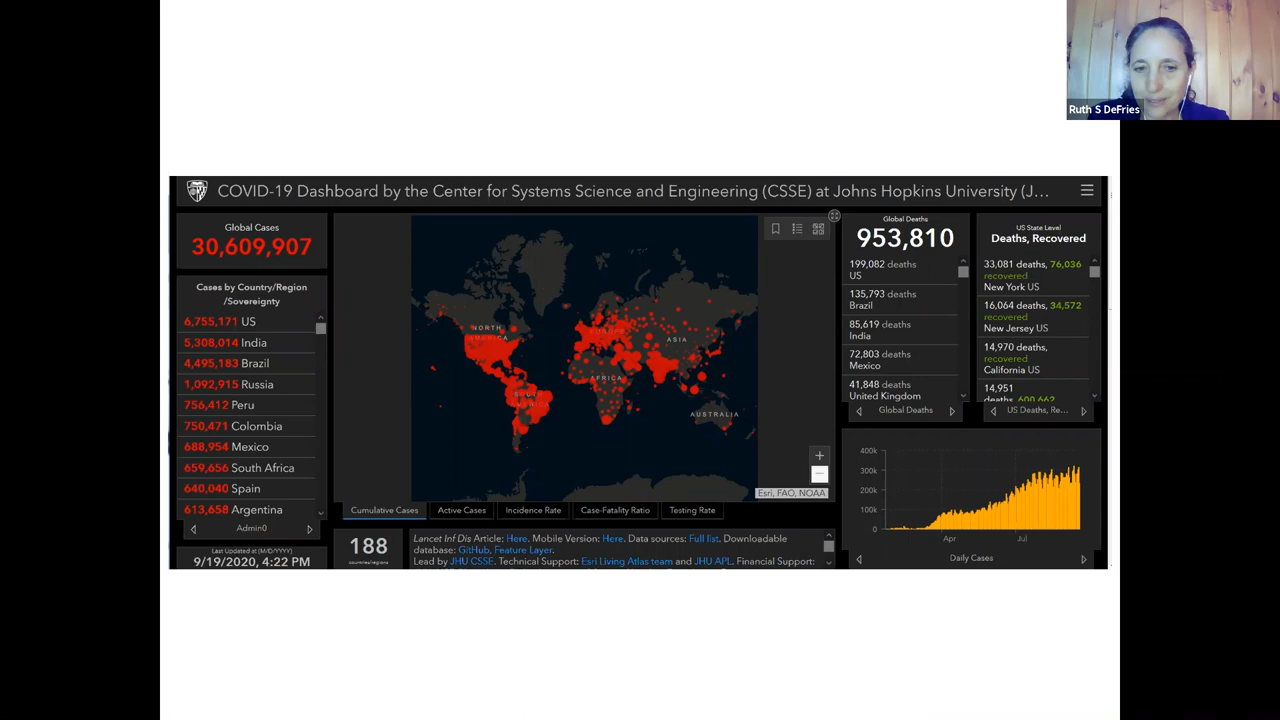 Ruth S DeFries
COVID-19 Dashboard by the Center for Systems Science and Engineering (CSSE) at Johns Hopkins University (J...
Global Cases
30,609,907
Cases by Country/Region
/Sovereignty
6,755,171 US
5,308,014 India
4,495,183 Brazil
1,092,915 Russia
756,412 Peru
750,471 Colombia
688,954 Mexico
659,656 South Africa
640,040 Spain
613,658 Argentina
Admin0
Last Updated at (M/D/YYYY)
9/19/2020, 4:22 PM
NORTH
AMERICA
SOUTH
AMERICA
EUROPE
AFRICA
ASIA
AUSTRALIA
+
Esri, FAO, NOAA
Cumulative Cases
Active Cases
Incidence Rate
Case-Fatality Ratio
Testing Rate
188
countries/regions
Lancet Inf Dis Article: Here. Mobile Version: Here. Data sources: Full list. Downloadable
database: GitHub, Feature Layer.
Lead by JHU CSSE. Technical Support: Esri Living Atlas team and JHU APL. Financial Support:
Global Deaths
953,810
199,082 deaths
US
135,793 deaths
Brazil
85,619 deaths
India
72,803 deaths
Mexico
41,848 deaths
United Kingdom
Global Deaths
US State Level
Deaths, Recovered
33,081 deaths, 76,036
recovered
New York US
16,064 deaths, 34,572
recovered
New Jersey US
14,970 deaths,
recovered
California US
14,951
deaths, 600,662
US Deaths, Re...
400k
300k
200k
100k
0
Apr
Jul
Daily Cases